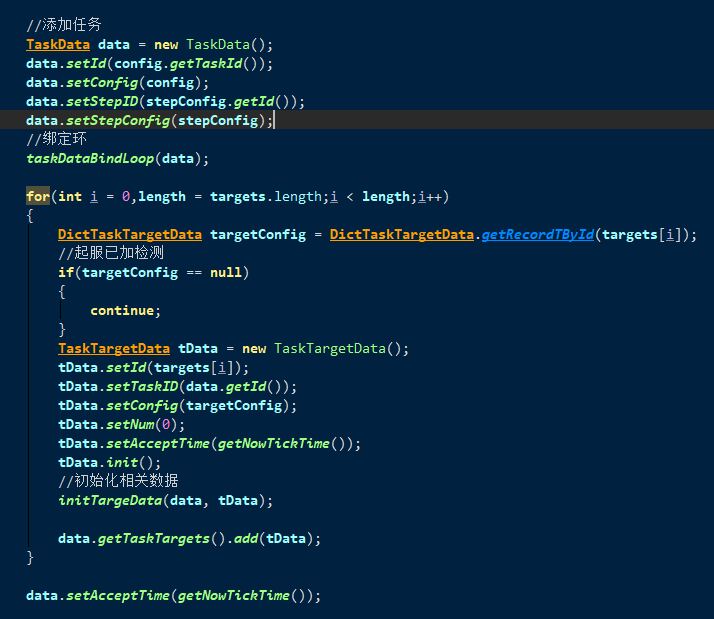 //添加任务
TaskData data = new TaskData();
data.setId(config.getTaskId());
data.setConfig(config);
data.setStepID(stepConfig.getId());
data.setStepConfig(stepConfig);
//绑定环
taskDataBindLoop(data);
for(int i = 0,length = targets.length;i < length;i++)
{
DictTaskTargetData targetConfig = DictTaskTargetData.getRecordTById(targets[i]);
//起服已加检测
if(targetConfig == null)
{
continue;
}
TaskTargetData tData = new TaskTargetData();
tData.setId(targets[i]);
tData.setTaskID(data.getId());
tData.setConfig(targetConfig);
tData.setNum(0);
tData.setAcceptTime(getNowTickTime());
tData.init();
//初始化相关数据
initTargeData(data, tData);
data.getTaskTargets().add(tData);
}
data.setAcceptTime(getNowTickTime());